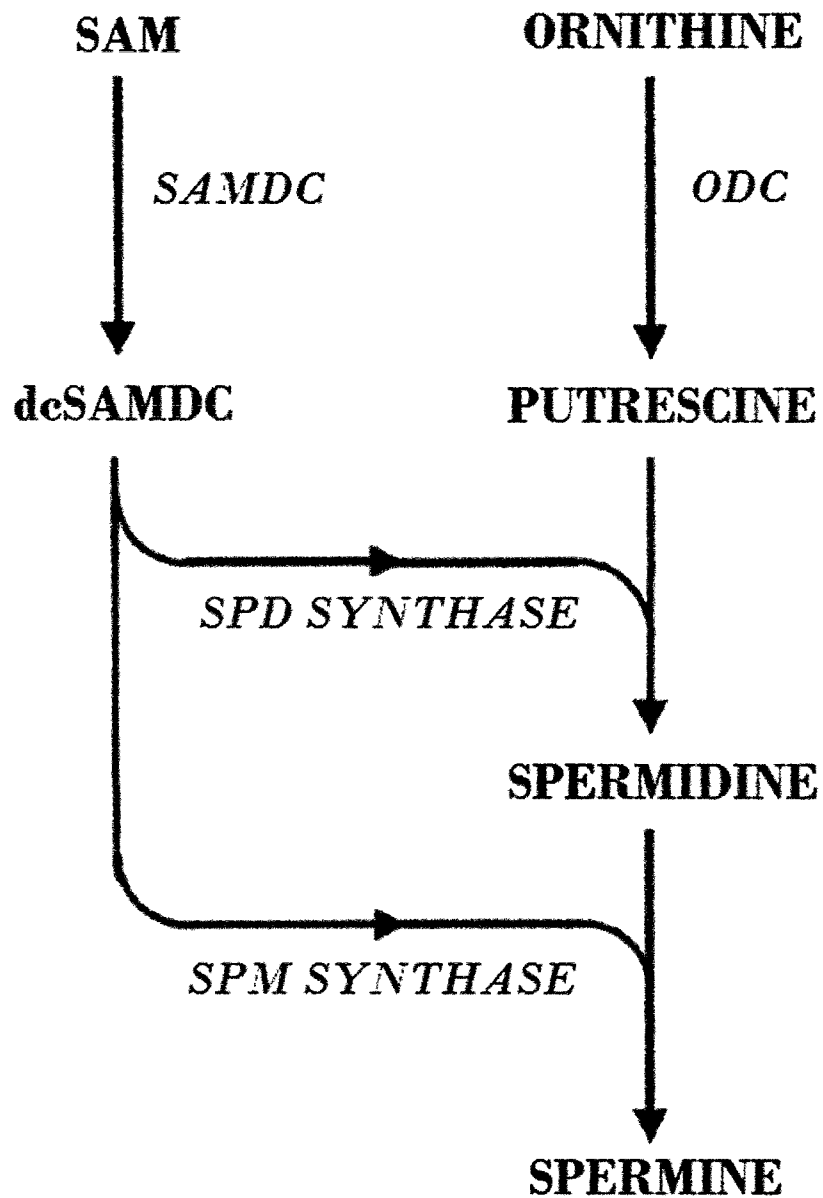 SAM
ORNITHINE
SAMDC
ODC
dcSAMDC
PUTRESCINE
SPD SYNTHASE
SPERMIDINE
SPM SYNTHASE
SPERMINE